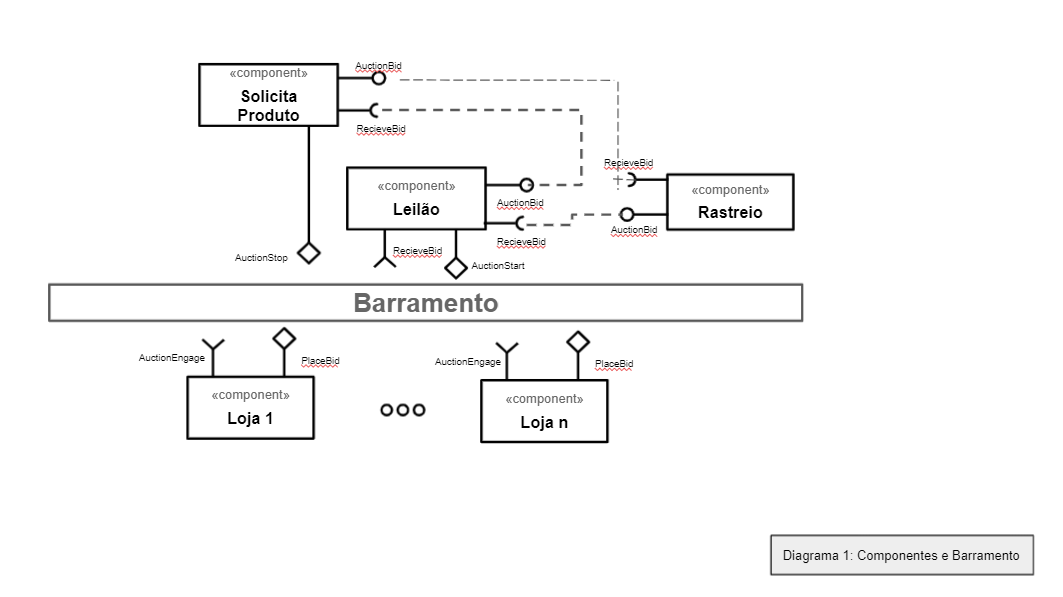 AuctionBid
«component»
Solicita
Produto
RecieveBid
RecieveBid
«component»
Leilão
AuctionBid
«component»
Rastreio
AuctionBid
RecieveBid
RecieveBid
AuctionStop
AuctionStart
Barramento
AuctionEngage
PlaceBid
AuctionEngage
PlaceBid
«component»
Loja 1
«component»
Loja n
Diagrama 1: Componentes e Barramento